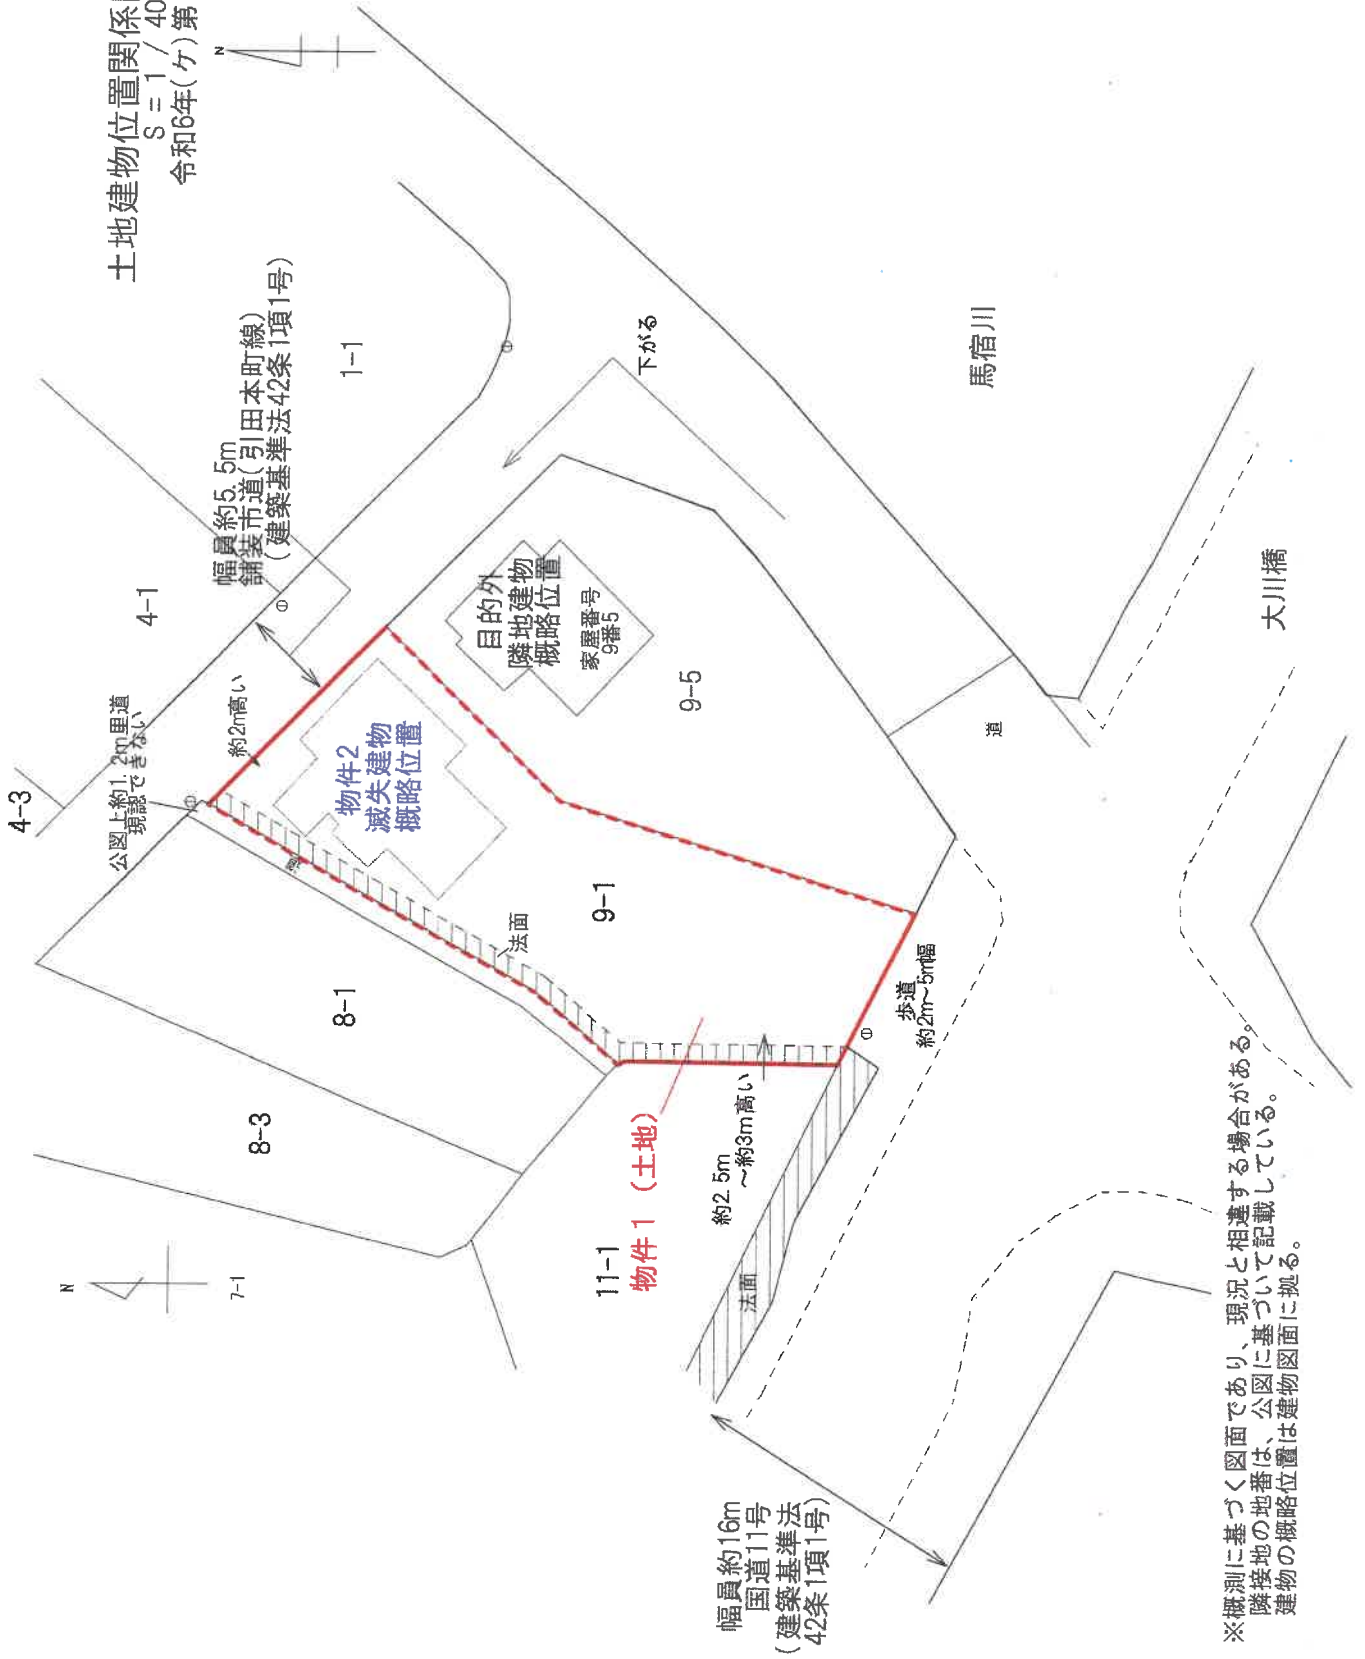 土地建物位置関係
S = 1 / 40
令和6年(ケ)第
N
幅員約5.5m
舗装市道(引田本町線)
(建築基準法42条1項1号)
1-1
4-1
4-3
公図上約1.2m里道
現認できない
約2m高い
下がる
馬宿川
目的外
隣地建物
概略位置
家屋番号
9番5
9-5
物件2
滅失建物
概略位置
9-1
法面
道
大川橋
8-1
8-3
N
7-1
11-1
物件1（土地）
約2.5m
～約3m高い
歩道
約2m～5m幅
法面
幅員約16m
国道11号
(建築基準法
42条1項1号)
※概測に基づく図面であり、現況と相違する場合がある。
隣接地の地番は、公図に基づいて記載している。
建物の概略位置は建物図面に拠る。